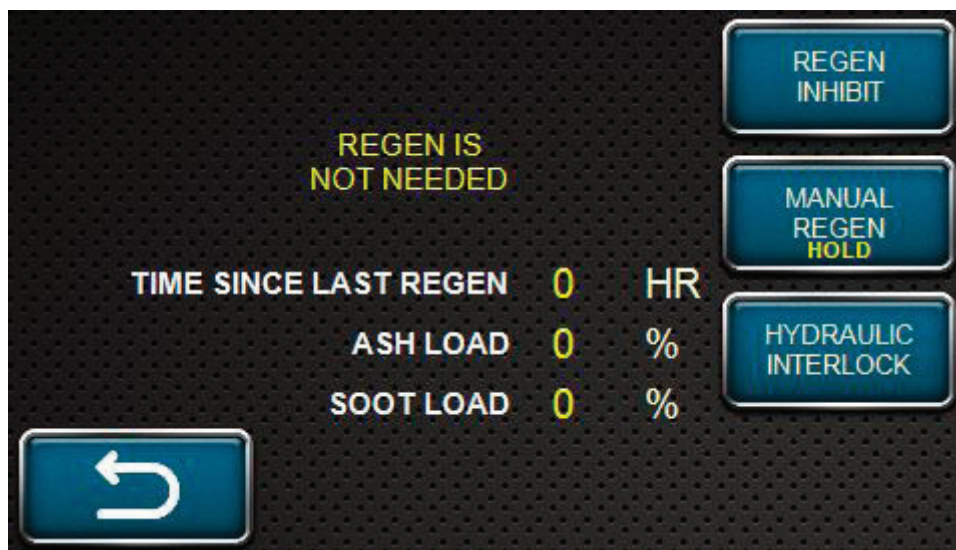 REGEN
INHIBIT
REGEN IS
NOT NEEDED
MANUAL
REGEN
HOLD
TIME SINCE LAST REGEN 0 HR
ASH LOAD 0 %
SOOT LOAD 0 %
HYDRAULIC
INTERLOCK